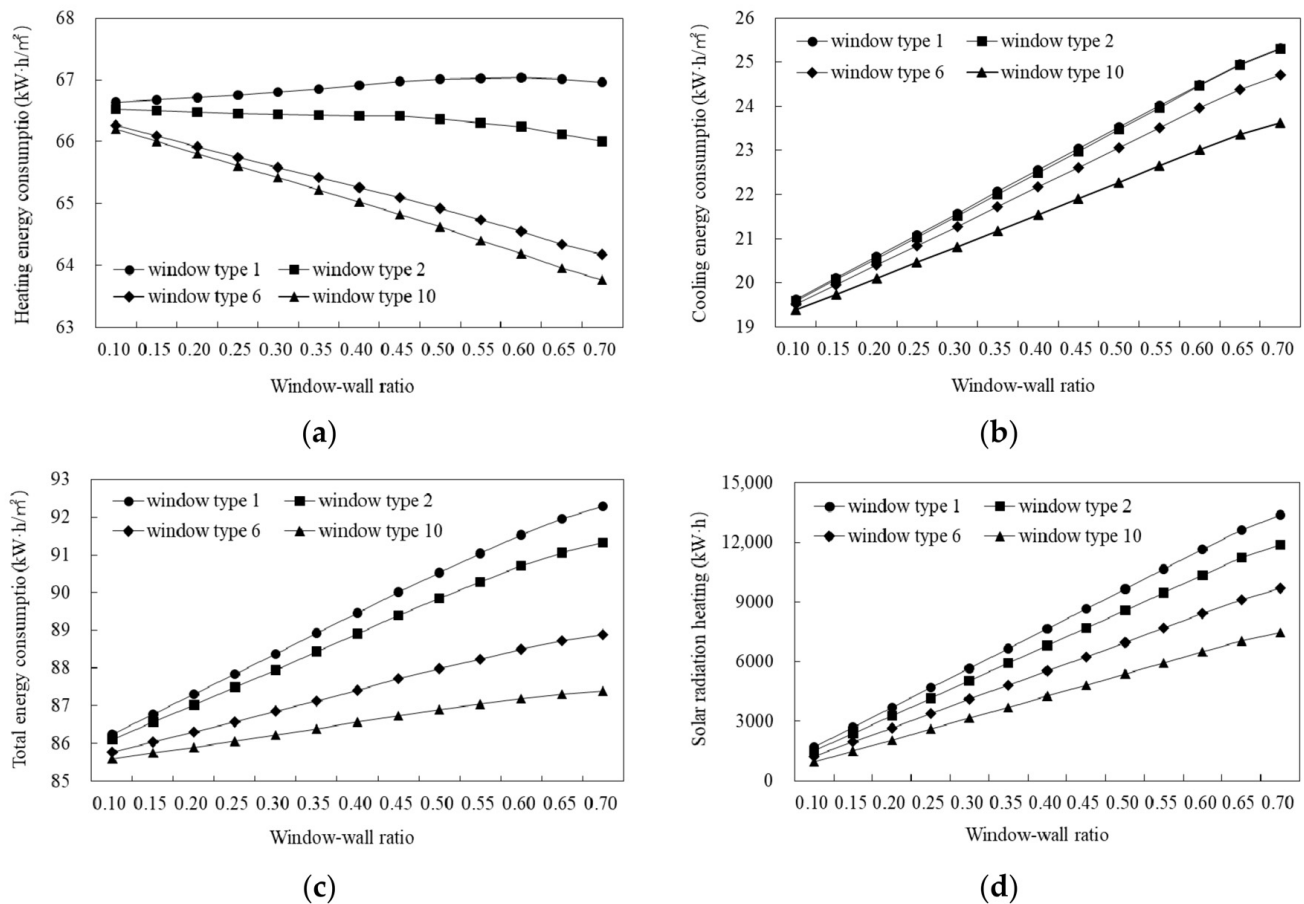 68
67
66
65
64
63
Heating energy consumptio (kW·h/㎡)
window type 1 window type 2
window type 6 window type 10
0.10 0.15 0.20 0.25 0.30 0.35 0.40 0.45 0.50 0.55 0.60 0.65 0.70
Window-wall ratio
(a)
26
25
24
23
22
21
20
19
Cooling energy consumptio (kW·h/㎡)
window type 1 window type 2
window type 6 window type 10
0.10 0.15 0.20 0.25 0.30 0.35 0.40 0.45 0.50 0.55 0.60 0.65 0.70
Window-wall ratio
(b)
93
92
91
90
89
88
87
86
85
Total energy consumptio (kW·h/㎡)
window type 1 window type 2
window type 6 window type 10
0.10 0.15 0.20 0.25 0.30 0.35 0.40 0.45 0.50 0.55 0.60 0.65 0.70
Window-wall ratio
(c)
15,000
12,000
9000
6000
3000
0
Solar radiation heating (kW·h)
window type 1 window type 2
window type 6 window type 10
0.10 0.15 0.20 0.25 0.30 0.35 0.40 0.45 0.50 0.55 0.60 0.65 0.70
Window-wall ratio
(d)